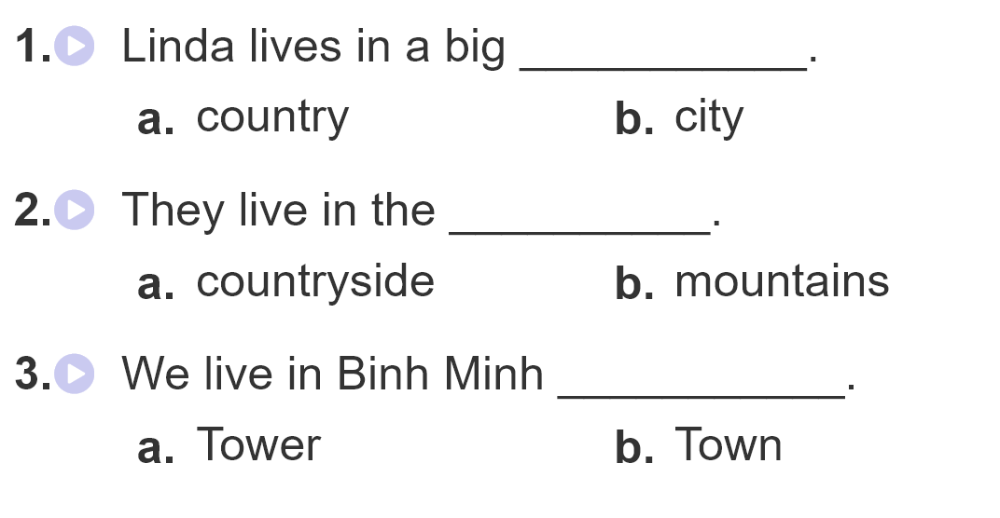 1. Linda lives in a big ___________.
a. country b. city
2. They live in the __________.
a. countryside b. mountains
3. We live in Binh Minh ___________.
a. Tower b. Town